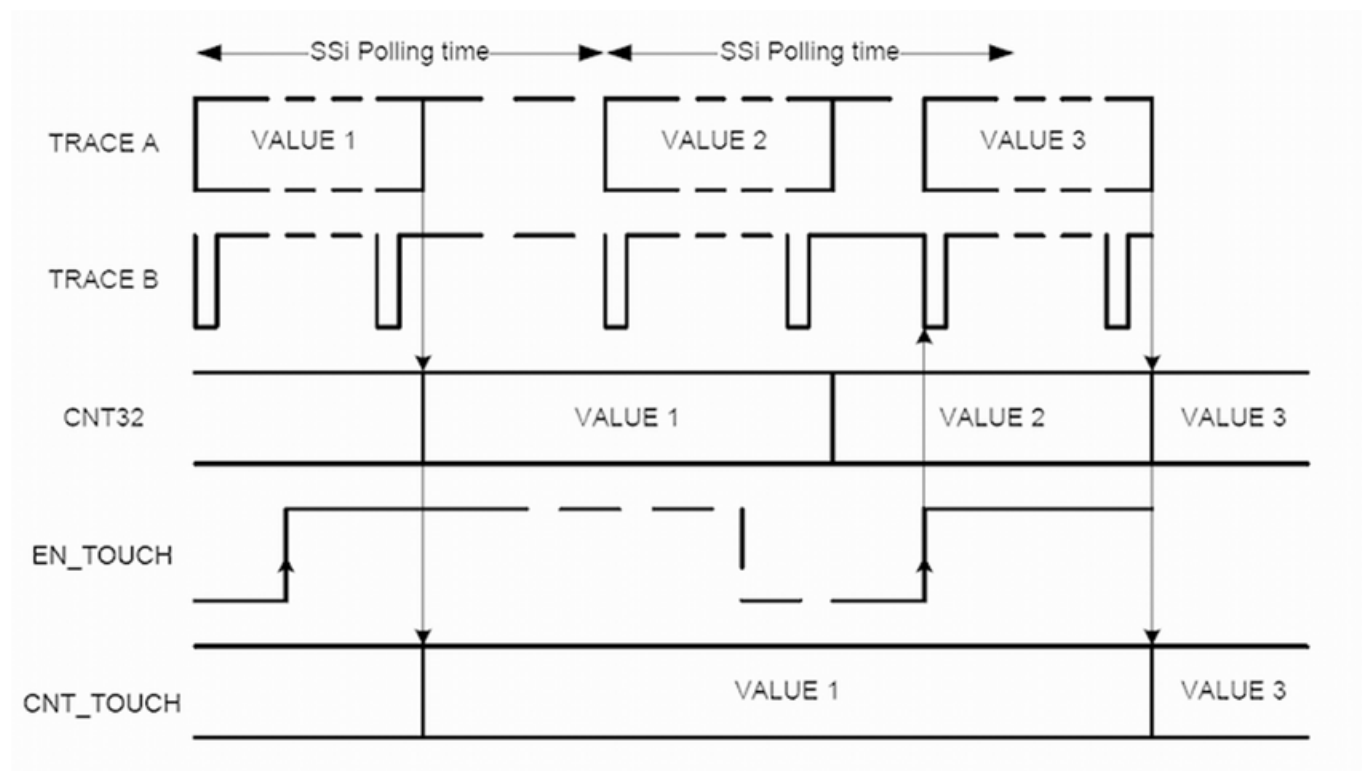 SSi Polling time SSi Polling time
TRACE A VALUE 1 VALUE 2 VALUE 3
TRACE B
CNT32 VALUE 1 VALUE 2 VALUE 3
EN_TOUCH
CNT_TOUCH VALUE 1 VALUE 3